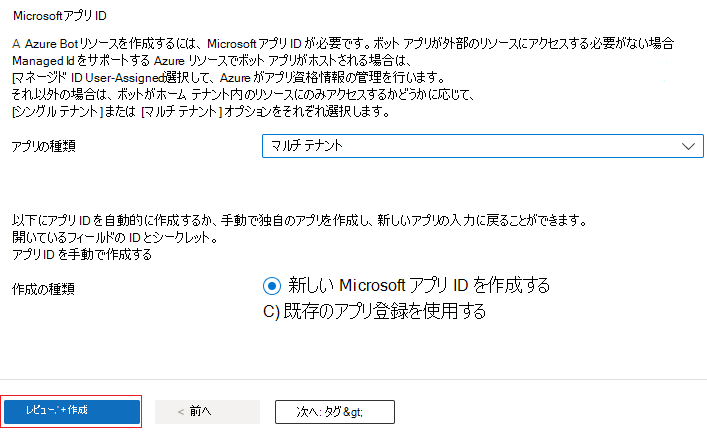 Microsoftアプリ ID
A Azure Botリソースを作成するには、Microsoftアプリ ID が必要です。ボット アプリが外部のリソースにアクセスする必要がない場合
Managed Id をサポートする Azure リソースでボット アプリがホストされる場合は、
[マネージド ID User-Assigned選択して、Azure がアプリ資格情報の管理を行います。
それ以外の場合は、ボットがホーム テナント内のリソースにのみアクセスするかどうかに応じて、
[シングル テナント] または [マルチ テナント] オプションをそれぞれ選択します。
アプリの種類
マルチ テナント
以下にアプリ ID を自動的に作成するか、手動で独自のアプリを作成し、新しいアプリの入力に戻ることができます。
開いているフィールドの ID とシークレット。
アプリID を手動で作成する
作成の種類
新しい Microsoft アプリ ID を作成する
C) 既存のアプリ登録を使用する
レビュー + 作成
< 前へ
次へ: タグ &gt;